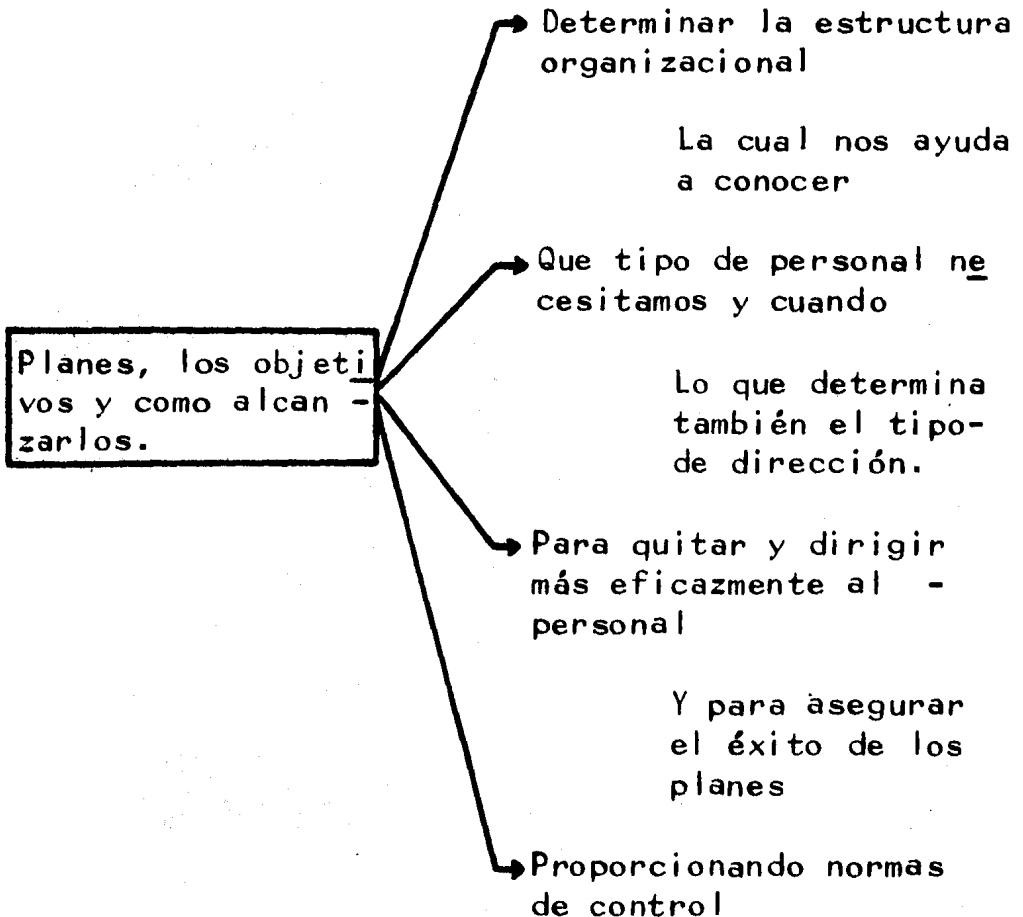 Determinar la estructura
organizacional
La cual nos ayuda
a conocer
Que tipo de personal ne
cesitamos y cuando
Planes, los objeti
vos y como alcan -
zarlos.
Lo que determina
también el tipo-
de dirección.
Para quitar y dirigir
más eficazmente al -
personal
Y para asegurar
el éxito de los
planes
Proporcionando normas
de control